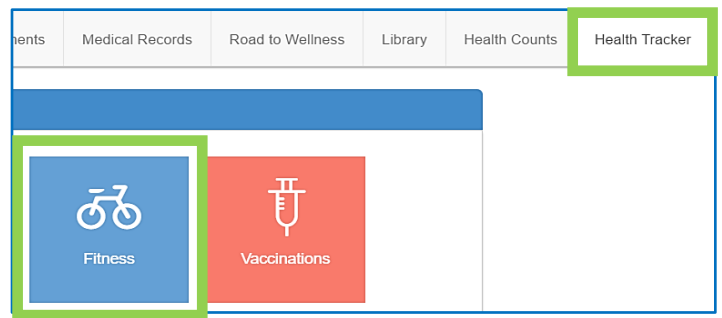 Medical Records Road to Wellness Library Health Counts Health Tracker
Fitness Vaccinations